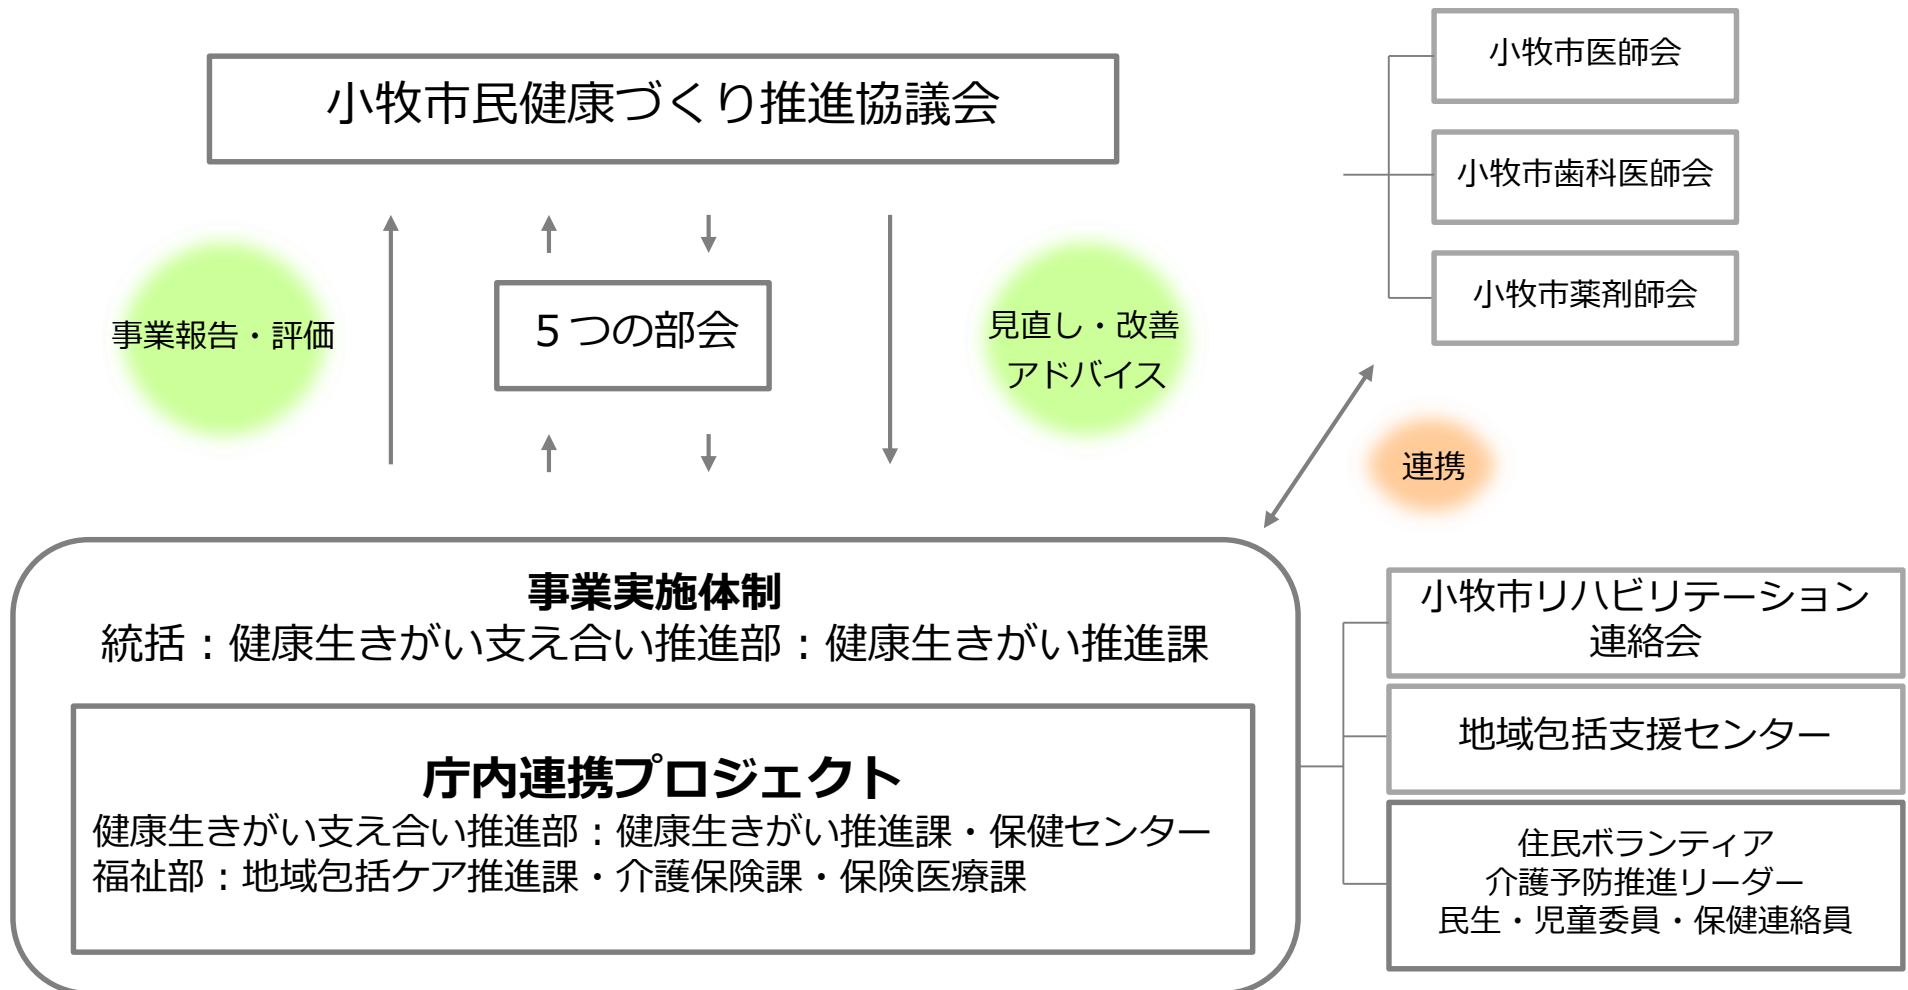 小牧市民健康づくり推進協議会
事業報告・評価
５つの部会
見直し・改善
アドバイス
小牧市医師会
小牧市歯科医師会
小牧市薬剤師会
連携
事業実施体制
統括：健康生きがい支え合い推進部：健康生きがい推進課
庁内連携プロジェクト
健康生きがい支え合い推進部：健康生きがい推進課・保健センター
福祉部：地域包括ケア推進課・介護保険課・保険医療課
小牧市リハビリテーション
連絡会
地域包括支援センター
住民ボランティア
介護予防推進リーダー
民生・児童委員・保健連絡員